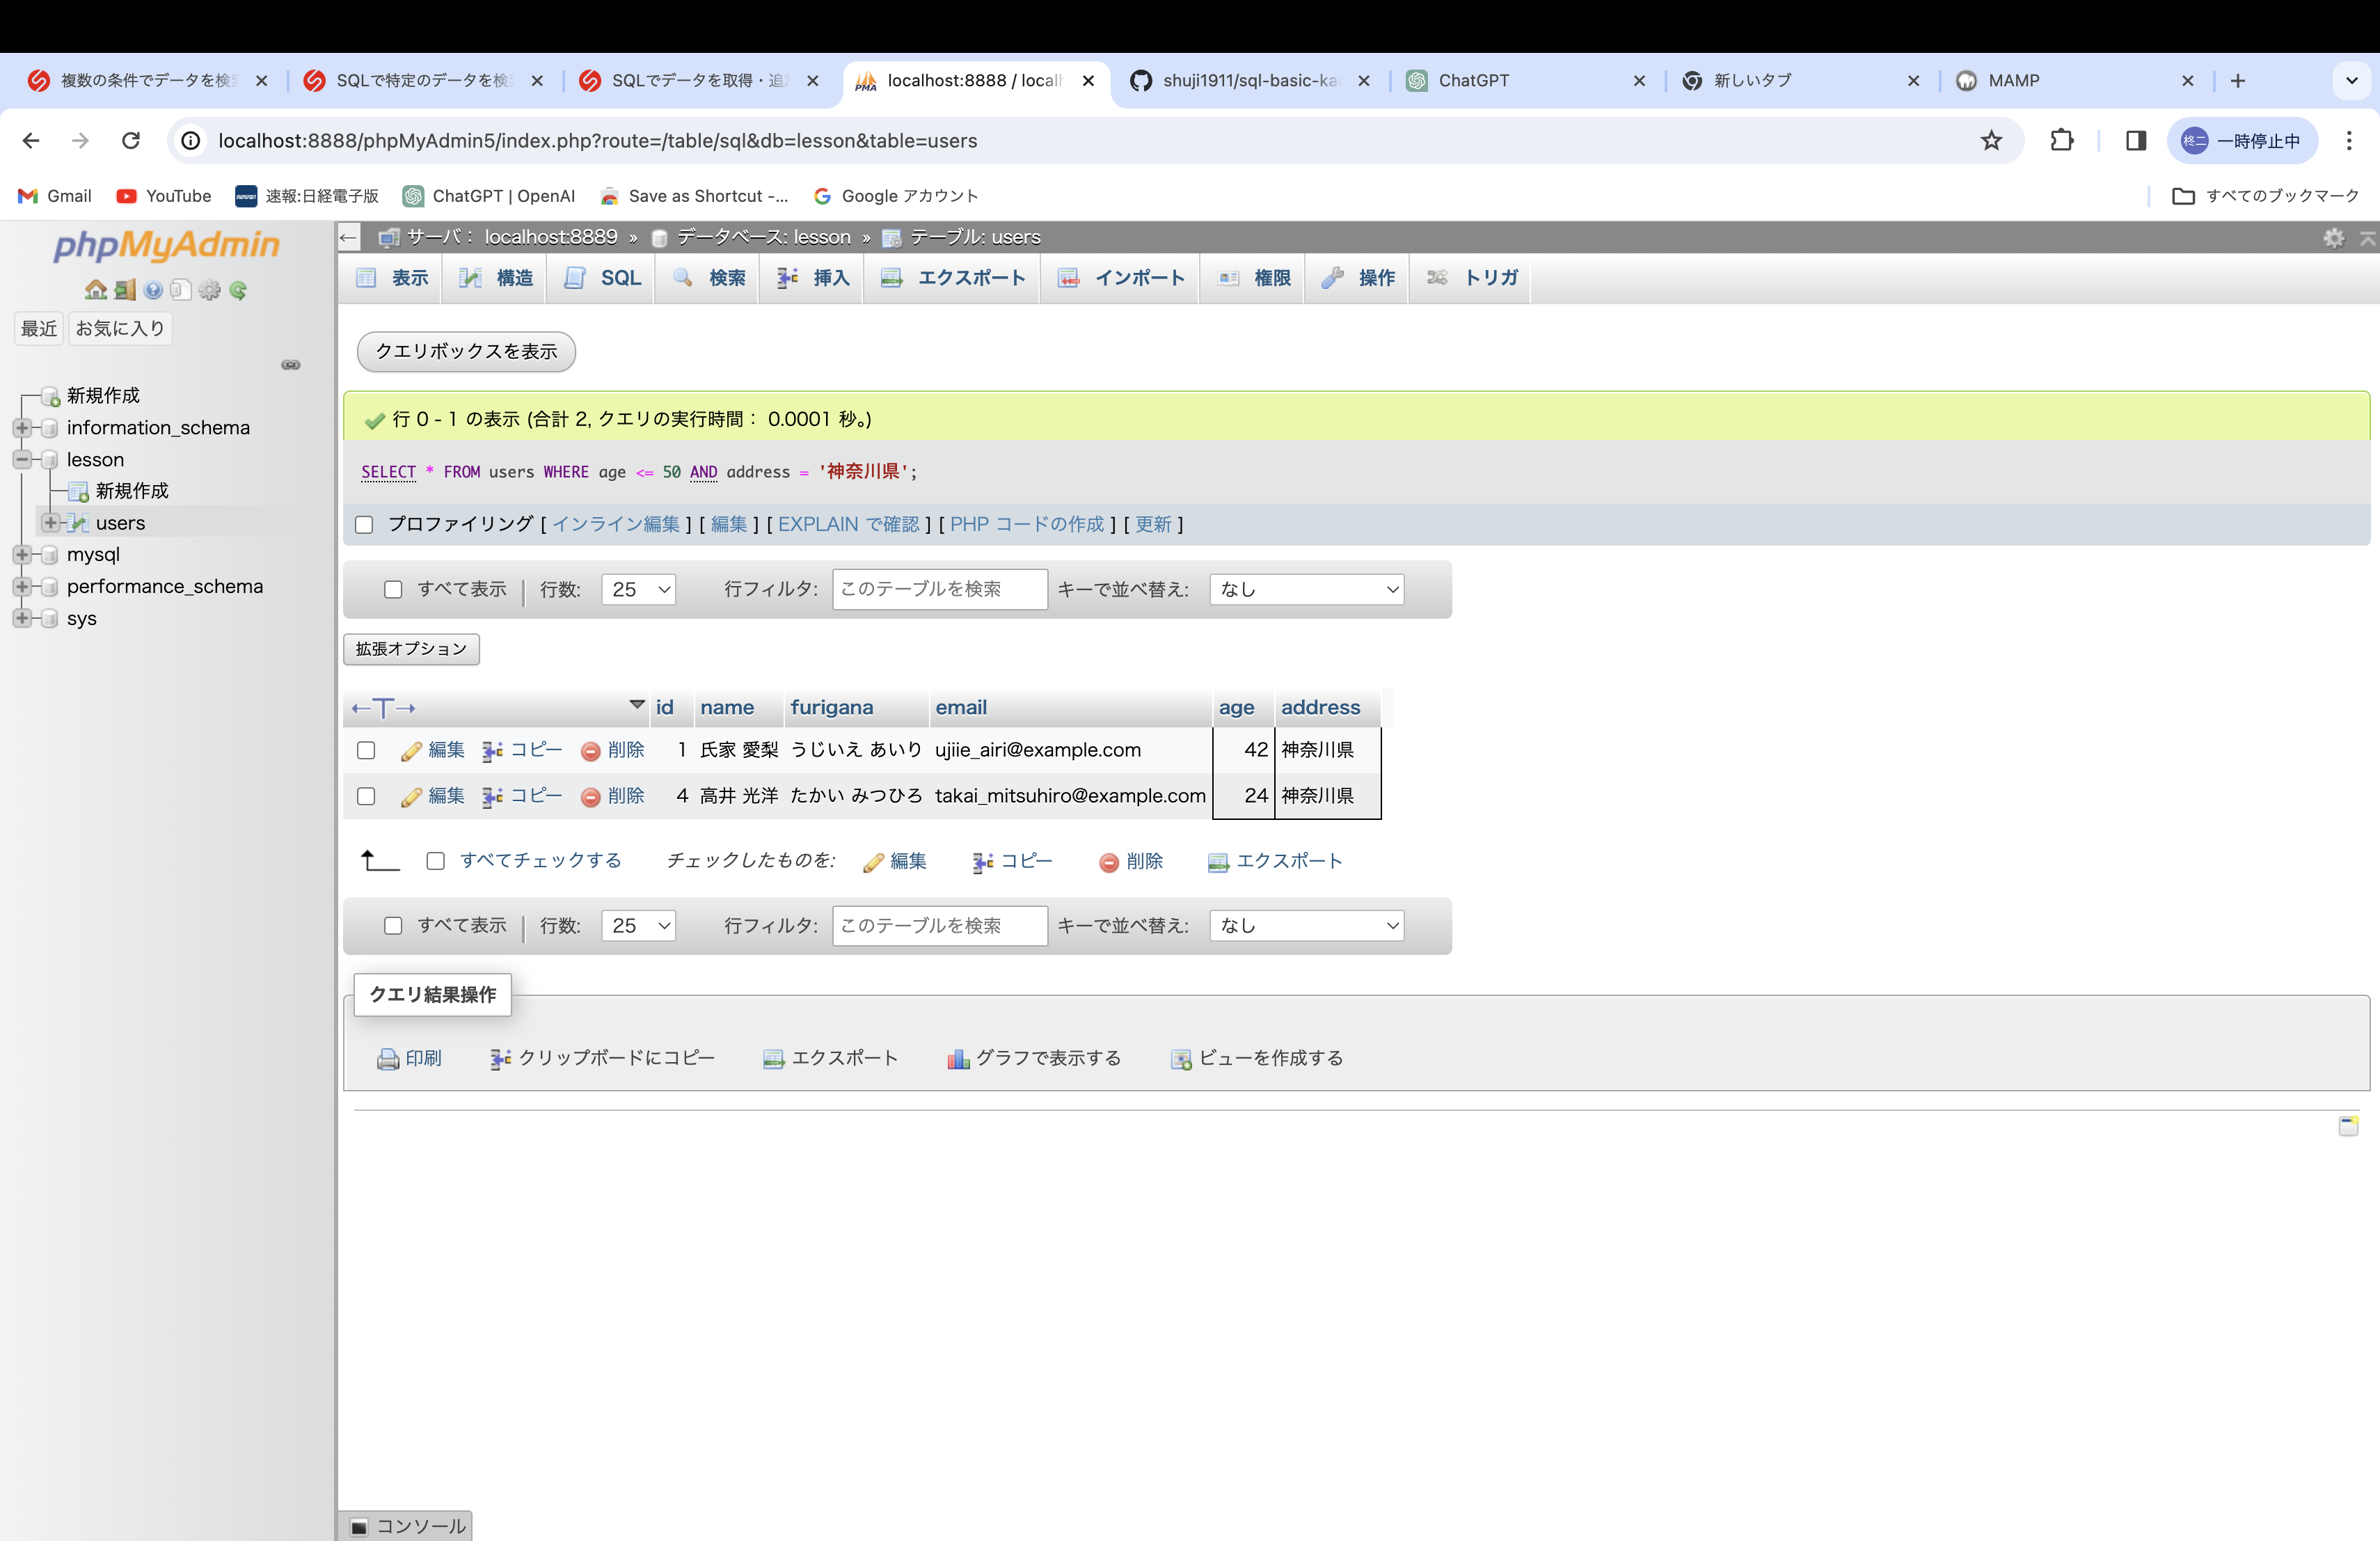 複数の条件でデータを検索
SQLで特定のデータを検
SQLでデータを取得・追
localhost:8888 / local
shuji1911/sql-basic-ka
ChatGPT
新しいタブ
MAMP
localhost:8888/phpMyAdmin5/index.php?route=/table/sql&db=lesson&table=users
柊二 一時停止中
Gmail YouTube 速報:日経電子版 ChatGPT | OpenAI Save as Shortcut -... Google アカウント すべてのブックマーク
phpMyAdmin
最近 お気に入り
新規作成
information_schema
lesson
新規作成
users
mysql
performance_schema
sys
サーバ: localhost:8889 » データベース: lesson » テーブル: users
表示 構造 SQL 検索 挿入 エクスポート インポート 権限 操作 トリガ
クエリボックスを表示
行 0 - 1 の表示 (合計 2, クエリの実行時間: 0.0001 秒。)
SELECT * FROM users WHERE age <= 50 AND address = '神奈川県';
プロファイリング [ インライン編集 ] [ 編集 ] [ EXPLAIN で確認 ] [ PHP コードの作成 ] [ 更新 ]
すべて表示 | 行数: 25 行フィルタ: このテーブルを検索 キーで並べ替え: なし
拡張オプション
←T→ id name furigana email age address
編集 コピー 削除 1 氏家 愛梨 うじいえ あいり ujiie_airi@example.com 42 神奈川県
編集 コピー 削除 4 高井 光洋 たかい みつひろ takai_mitsuhiro@example.com 24 神奈川県
すべてチェックする チェックしたものを: 編集 コピー 削除 エクスポート
すべて表示 | 行数: 25 行フィルタ: このテーブルを検索 キーで並べ替え: なし
クエリ結果操作
印刷 クリップボードにコピー エクスポート グラフで表示する ビューを作成する
コンソール